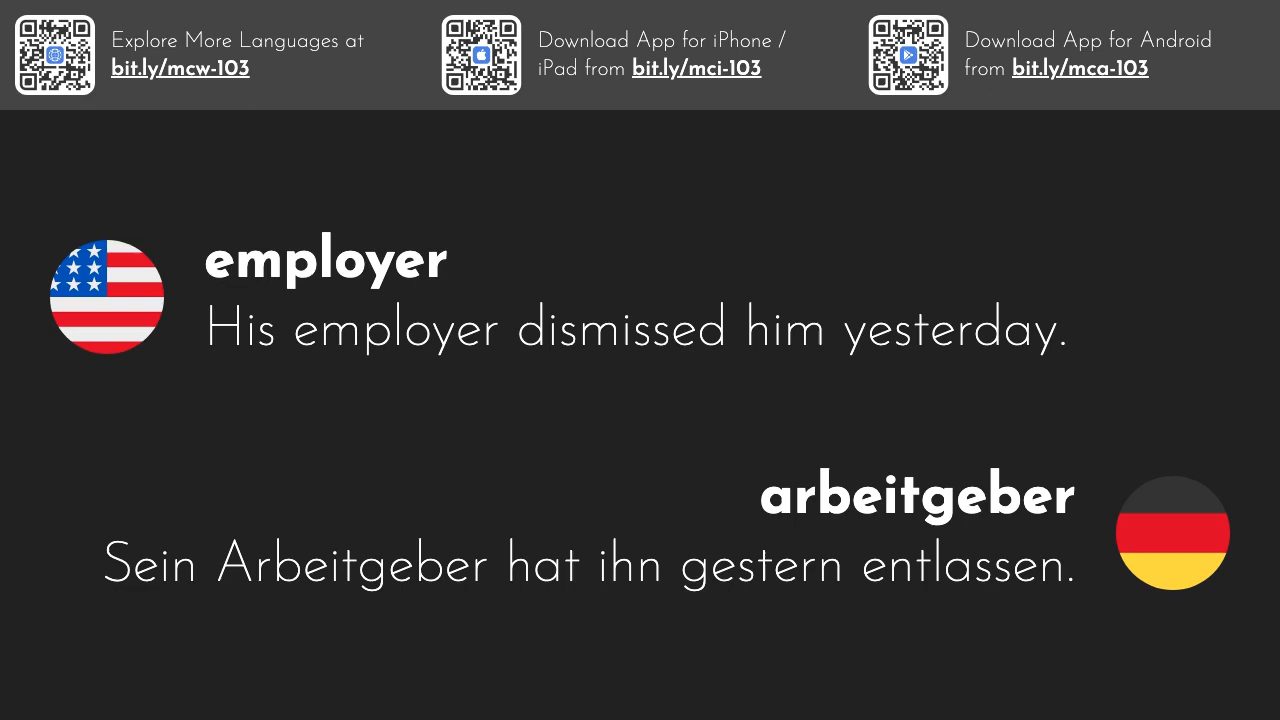 Explore More Languages at
bit.ly/mcw-103
Download App for iPhone /
iPad from bit.ly/mci-103
Download App for Android
from bit.ly/mca-103
employer
His employer dismissed him yesterday.
arbeitgeber
Sein Arbeitgeber hat ihn gestern entlassen.